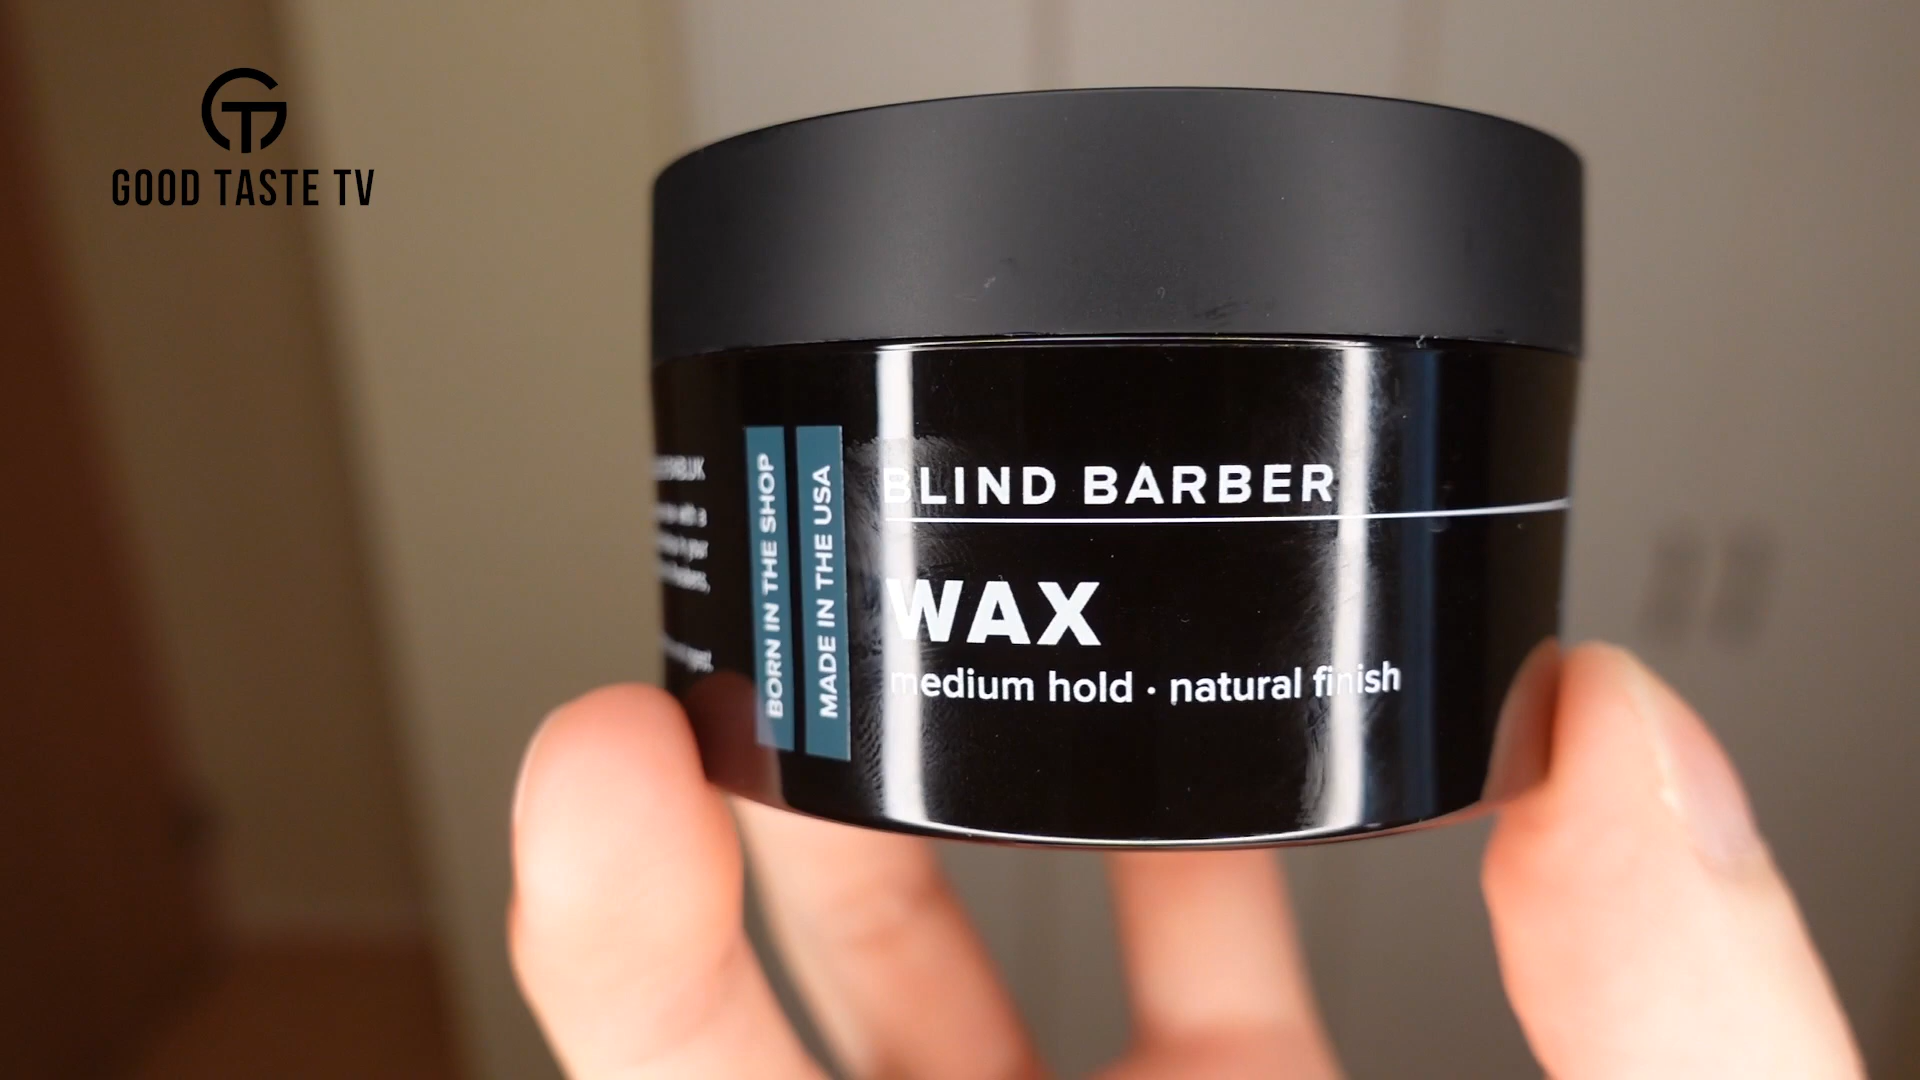 GOOD TASTE TV
BORN IN THE SHOP
MADE IN THE USA
BLIND BARBER
WAX
medium hold · natural finish